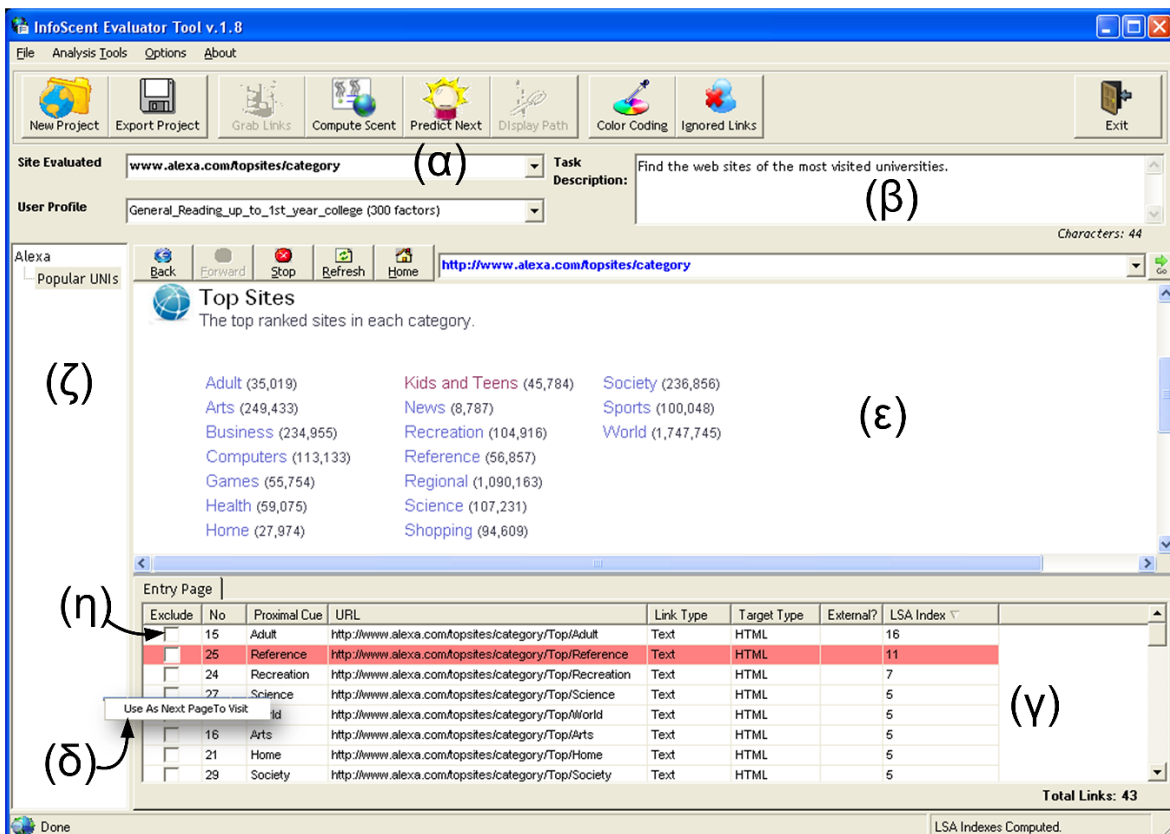 InfoScent Evaluator Tool v.1.8
File Analysis Tools Options About
New Project Export Project Grab Links Compute Scent Predict Next Display Path Color Coding Ignored Links Exit
(α)
Site Evaluated www.alexa.com/topsites/category Task Description: Find the web sites of the most visited universities.
(β)
User Profile General_Reading_up_to_1st_year_college (300 factors)
Characters: 44
Alexa
Popular UNIs
Back Forward Stop Refresh Home http://www.alexa.com/topsites/category Go
Top Sites
The top ranked sites in each category.
(ζ)
(ε)
Adult (35,019) Kids and Teens (45,784) Society (236,856)
Arts (249,433) News (8,787) Sports (100,048)
Business (234,955) Recreation (104,916) World (1,747,745)
Computers (113,133) Reference (56,857)
Games (55,754) Regional (1,090,163)
Health (59,075) Science (107,231)
Home (27,974) Shopping (94,609)
Entry Page
(η)
Exclude No Proximal Cue URL Link Type Target Type External? LSA Index
15 Adult http://www.alexa.com/topsites/category/Top/Adult Text HTML 16
25 Reference http://www.alexa.com/topsites/category/Top/Reference Text HTML 11
24 Recreation http://www.alexa.com/topsites/category/Top/Recreation Text HTML 7
27 Science http://www.alexa.com/topsites/category/Top/Science Text HTML 5
Use As Next PageTo Visit
http://www.alexa.com/topsites/category/Top/World Text HTML 5
(γ)
16 Arts http://www.alexa.com/topsites/category/Top/Arts Text HTML 5
21 Home http://www.alexa.com/topsites/category/Top/Home Text HTML 5
29 Society http://www.alexa.com/topsites/category/Top/Society Text HTML 5
(δ)
Total Links: 43
Done LSA Indexes Computed.